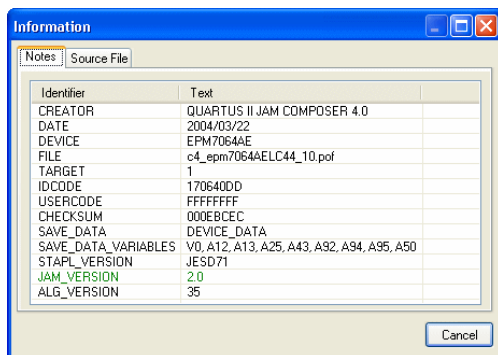 Information
Notes Source File
Identifier Text
CREATOR QUARTUS II JAM COMPOSER 4.0
DATE 2004/03/22
DEVICE EPM7064AE
FILE c4_epm7064AELC44_10.pof
TARGET 1
IDCODE 170640DD
USERCODE FFFFFFFF
CHECKSUM 000EBCEC
SAVE_DATA DEVICE_DATA
SAVE_DATA_VARIABLES V0, A12, A13, A25, A43, A92, A94, A95, A50
STAPL_VERSION JESD71
JAM_VERSION 2.0
ALG_VERSION 35
Cancel